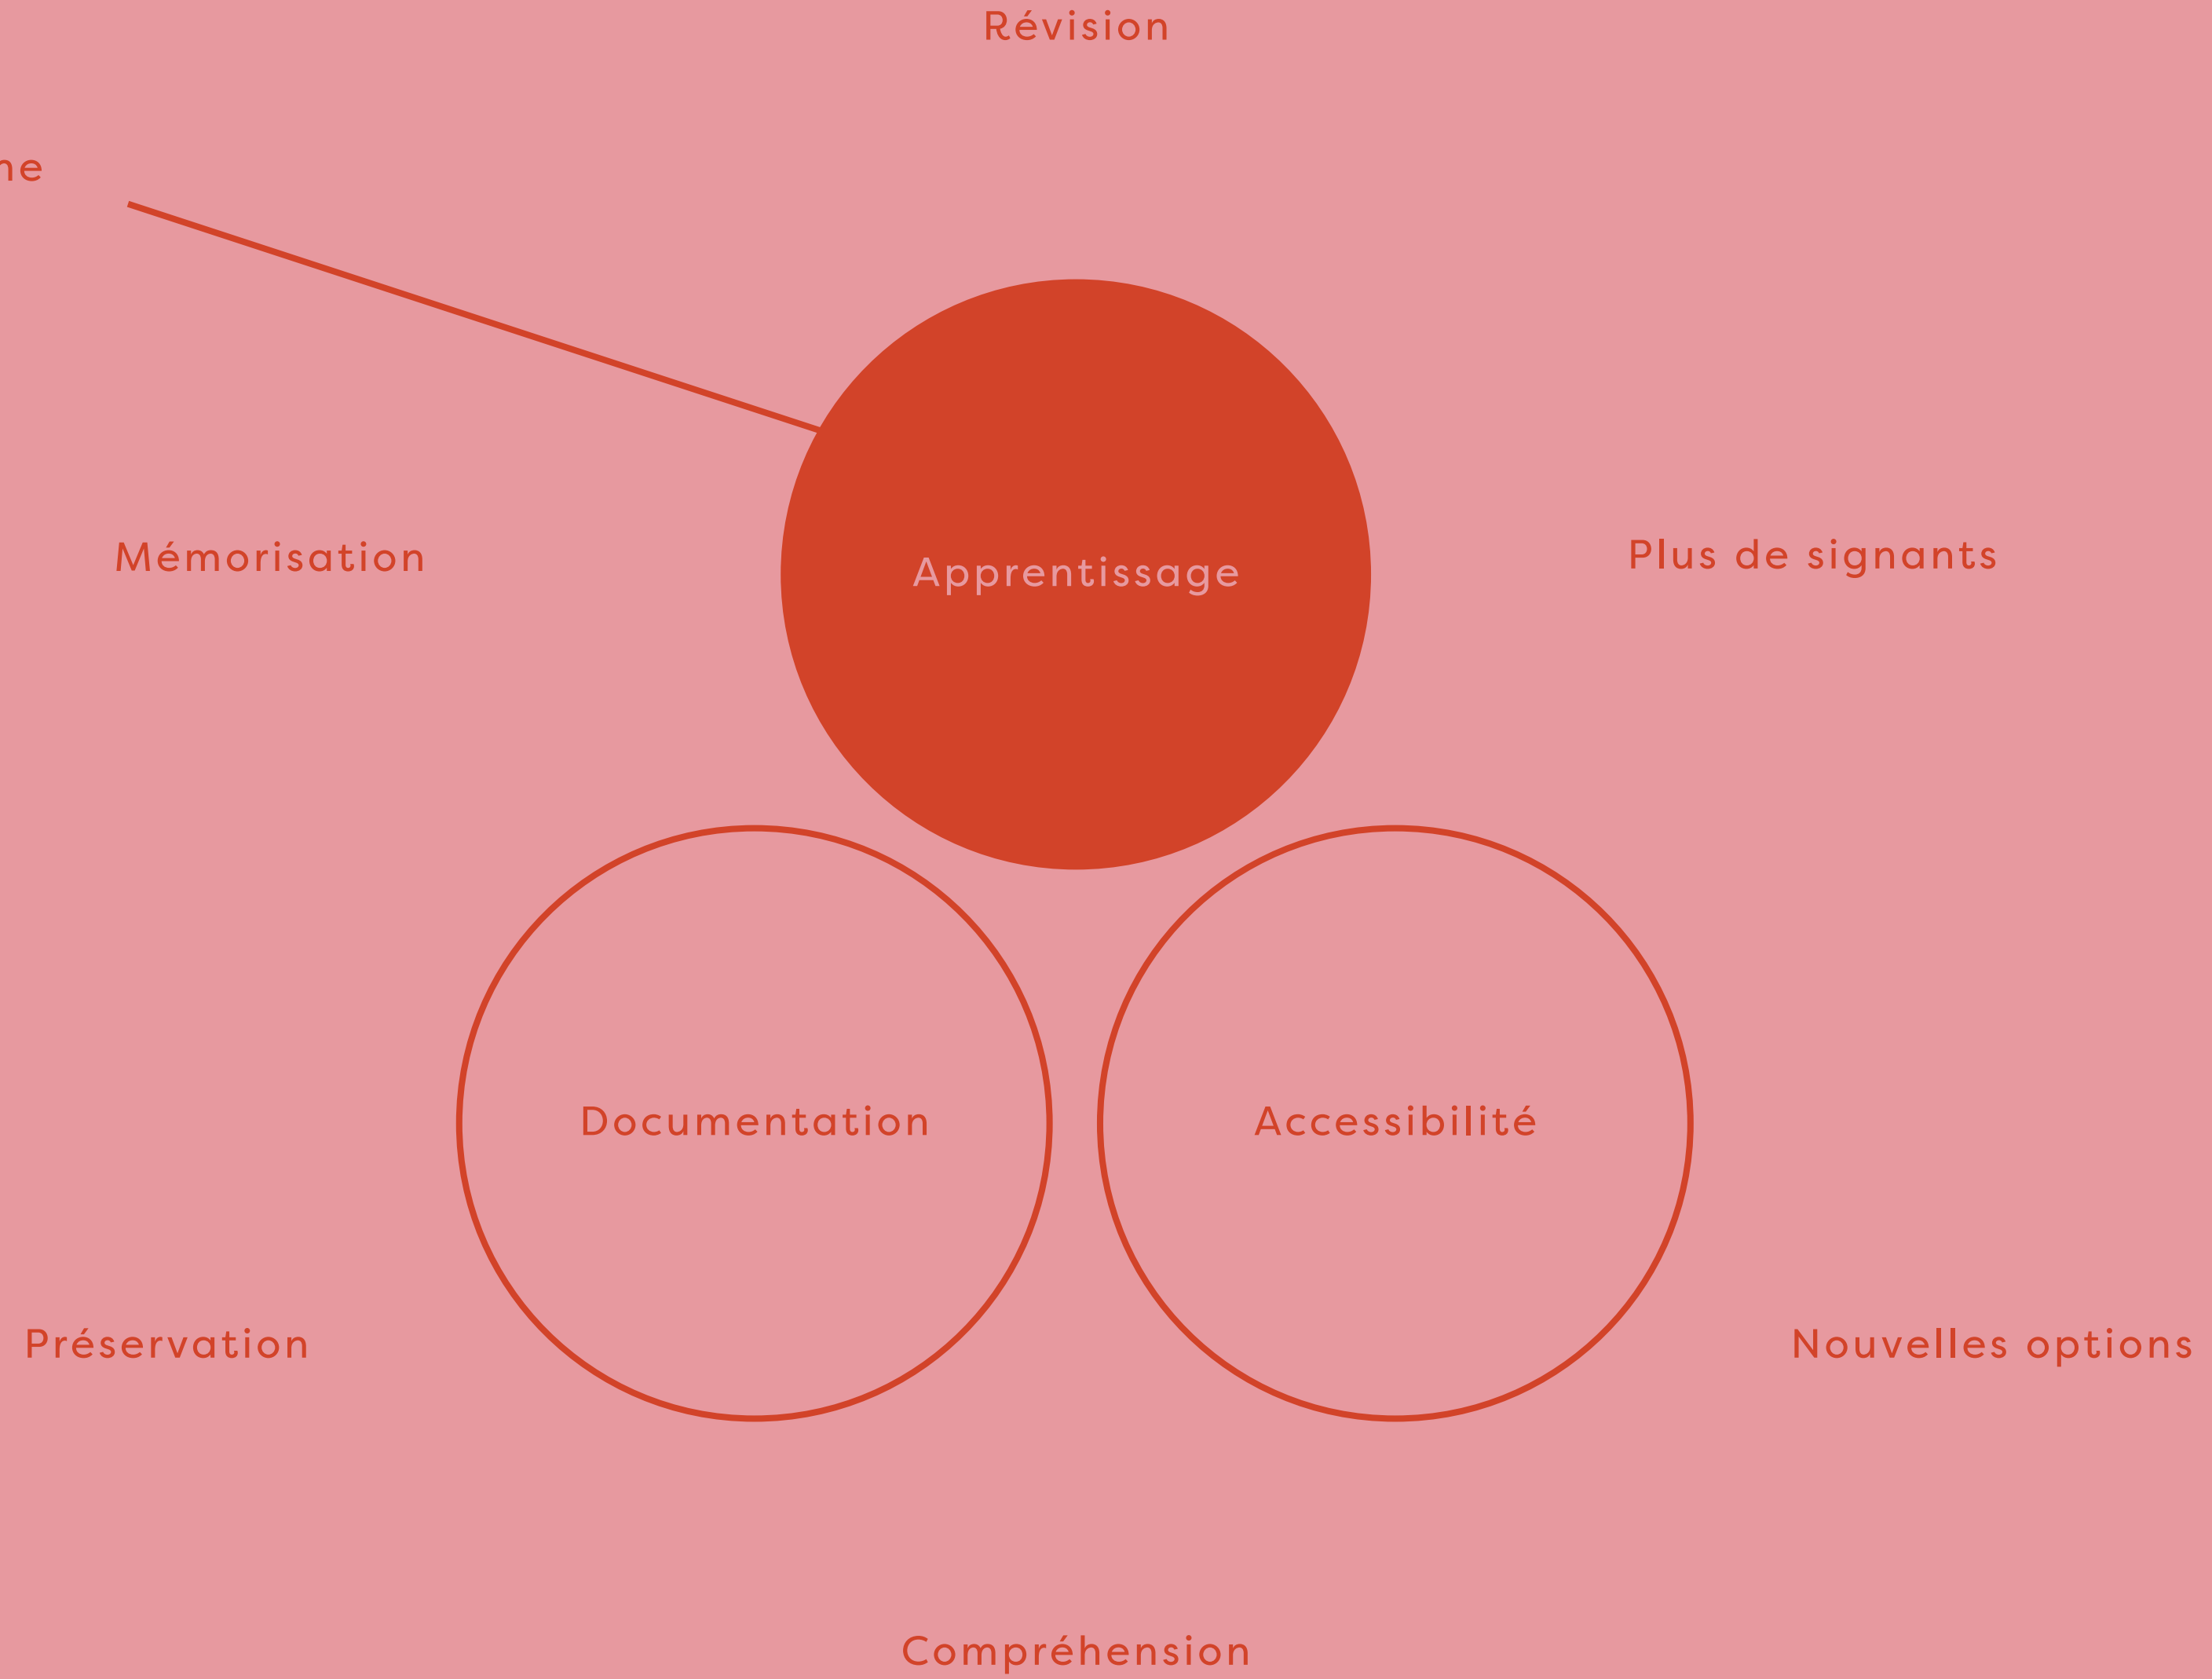 Révision
Mémorisation
Plus de signants
Apprentissage
Documentation
Accessibilité
Préservation
Nouvelles options
Compréhension